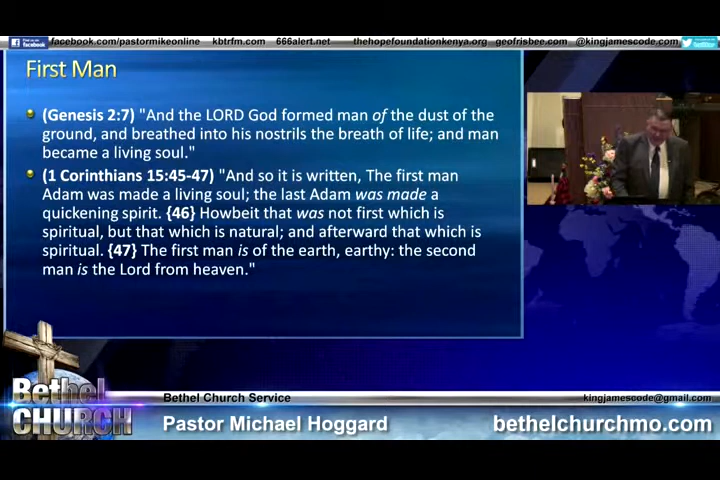 Find us on facebook
facebook.com/pastormikeonline kbtrfm.com 666alert.net thehopefoundationkenya.org geofrisbee.com @kingjamescode.com
First Man
(Genesis 2:7) "And the LORD God formed man of the dust of the
ground, and breathed into his nostrils the breath of life; and man
became a living soul."
(1 Corinthians 15:45-47) "And so it is written, The first man
Adam was made a living soul; the last Adam was made a
quickening spirit. {46} Howbeit that was not first which is
spiritual, but that which is natural; and afterward that which is
spiritual. {47} The first man is of the earth, earthy: the second
man is the Lord from heaven."
Bethel
CHURCH
Bethel Church Service
kingjamescode@gmail.com
Pastor Michael Hoggard
bethelchurchmo.com